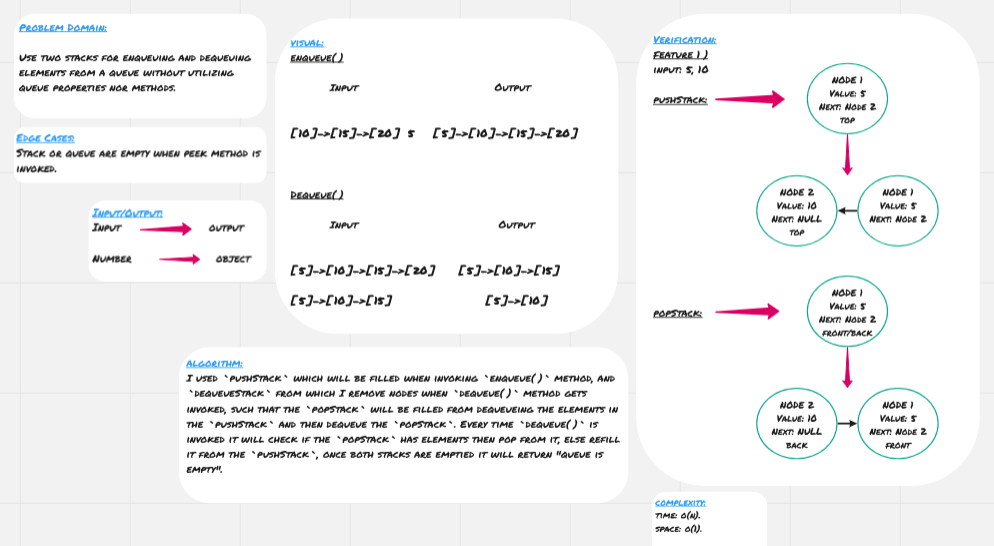 Problem Domain:
Use two stacks for enqueuing and dequeuing
elements from a queue without utilizing
queue properties nor methods.
Edge Cases:
Stack or queue are empty when peek method is
invoked.
Input/Output:
Input output
Number object
visual:
enqueue()
Input Output
[10]->[15]->[20] 5 [5]->[10]->[15]->[20]
Dequeue()
Input Output
[5]->[10]->[15]->[20] [5]->[10]->[15]
[5]->[10]->[15] [5]->[10]
algorithm:
I used `pushStack` which will be filled when invoking `enqueue()` method, and
`dequeueStack` from which I remove nodes when `dequeue()` method gets
invoked, such that the `popStack` will be filled from dequeueing the elements in
the `pushStack` and then dequeue the `popStack`. Every time `dequeue()` is
invoked it will check if the `popStack` has elements then pop from it, else refill
it from the `pushStack`, once both stacks are emptied it will return "Queue is
empty".
Verification:
Feature 1)
input: 5, 10
pushStack:
NODE 1
Value: 5
Next: Node 2
TOP
NODE 2
Value: 10
Next: NULL
TOP
NODE 1
Value: 5
Next: Node 2
popStack:
NODE 1
Value: 5
Next: Node 2
FRONT/BACK
NODE 2
Value: 10
Next: NULL
BACK
NODE 1
Value: 5
Next: Node 2
FRONT
complexity:
time: O(n).
space: O(1).